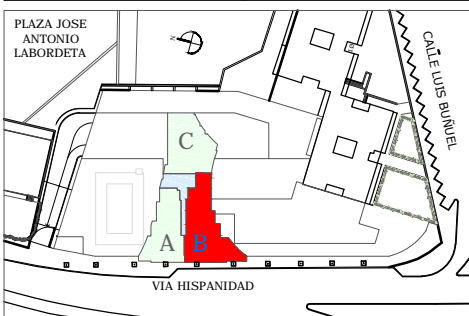 PLAZA JOSE
ANTONIO
LABORDETA
N
CALLE LUIS BUÑUEL
C
A
B
VIA HISPANIDAD